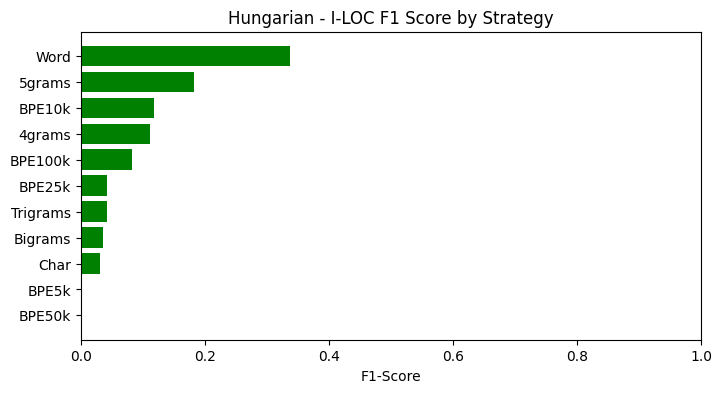 Hungarian - I-LOC F1 Score by Strategy
Word
5grams
BPE10k
4grams
BPE100k
BPE25k
Trigrams
Bigrams
Char
BPE5k
BPE50k
0.0 0.2 0.4 0.6 0.8 1.0
F1-Score